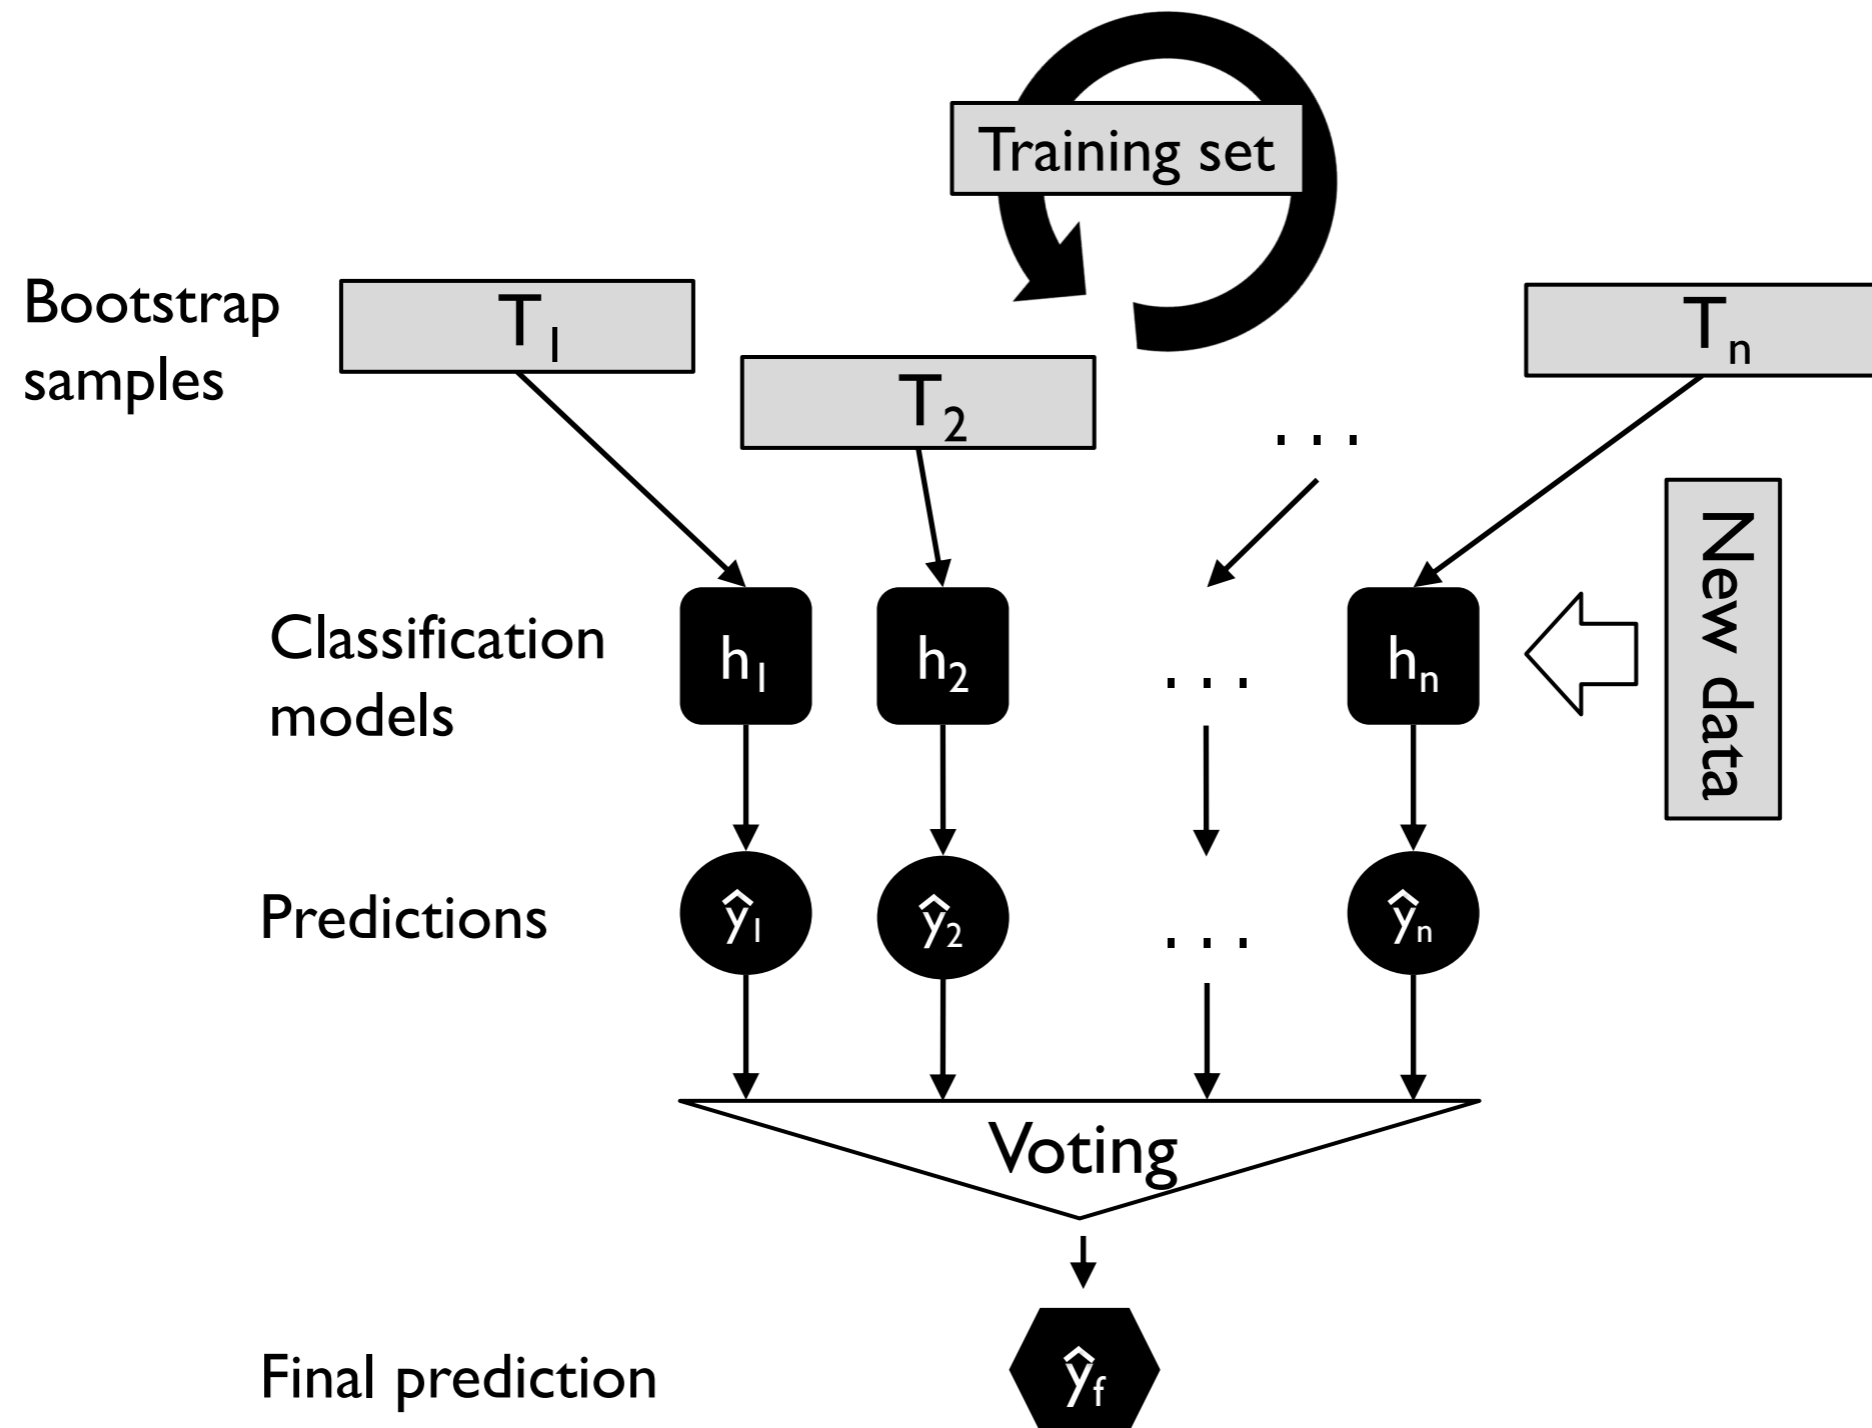 Training set
Bootstrap
samples
T₁
T₂
. . .
Tₙ
New data
Classification
models
h₁
h₂
. . .
hₙ
Predictions
ŷ₁
ŷ₂
. . .
ŷₙ
Voting
Final prediction
ŷf